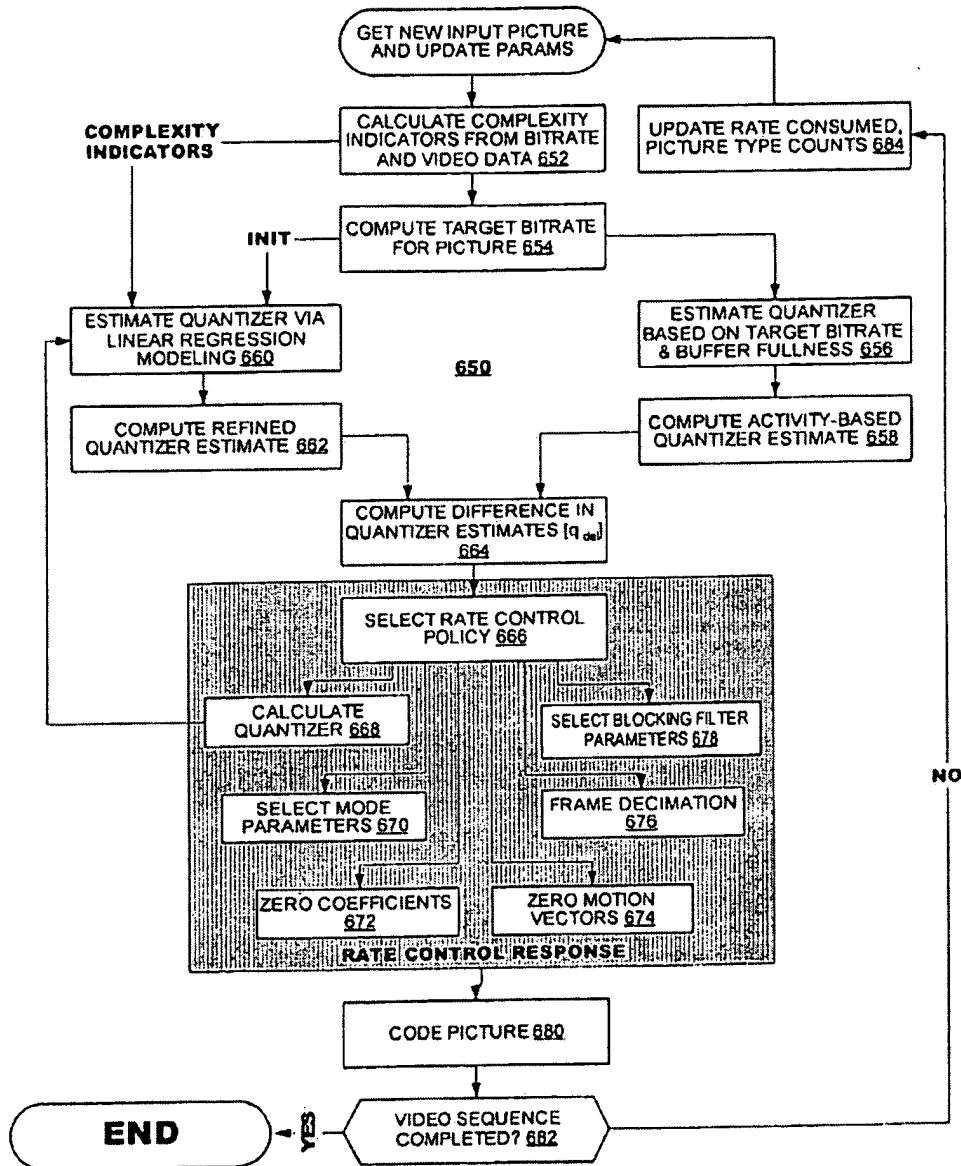 GET NEW INPUT PICTURE
AND UPDATE PARAMS
COMPLEXITY
INDICATORS
CALCULATE COMPLEXITY
INDICATORS FROM BITRATE
AND VIDEO DATA 652
UPDATE RATE CONSUMED,
PICTURE TYPE COUNTS 684
INIT
COMPUTE TARGET BITRATE
FOR PICTURE 654
ESTIMATE QUANTIZER VIA
LINEAR REGRESSION
MODELING 660
650
ESTIMATE QUANTIZER
BASED ON TARGET BITRATE
& BUFFER FULLNESS 656
COMPUTE REFINED
QUANTIZER ESTIMATE 662
COMPUTE ACTIVITY-BASED
QUANTIZER ESTIMATE 658
COMPUTE DIFFERENCE IN
QUANTIZER ESTIMATES [q del]
664
SELECT RATE CONTROL
POLICY 666
CALCULATE
QUANTIZER 668
SELECT BLOCKING FILTER
PARAMETERS 678
NO
SELECT MODE
PARAMETERS 670
FRAME DECIMATION
676
ZERO COEFFICIENTS
672
ZERO MOTION
VECTORS 674
RATE CONTROL RESPONSE
CODE PICTURE 680
END
YES
VIDEO SEQUENCE
COMPLETED? 682